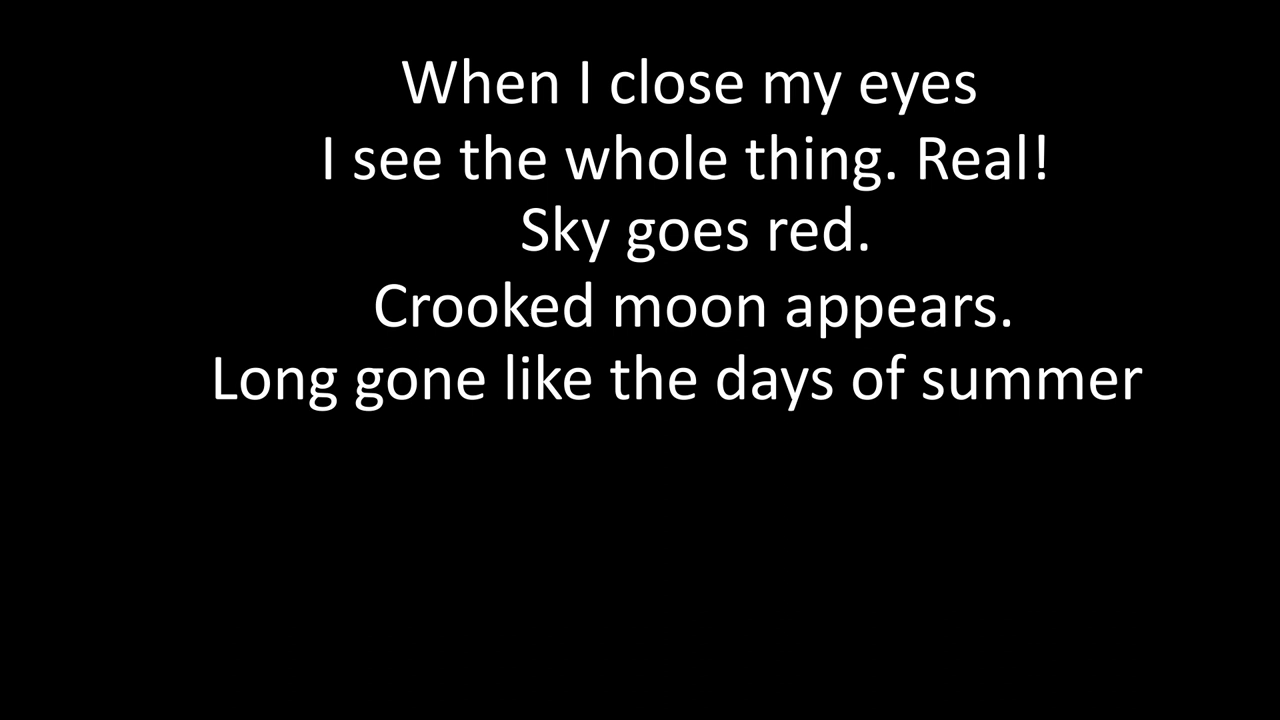 When I close my eyes
I see the whole thing. Real!
Sky goes red.
Crooked moon appears.
Long gone like the days of summer